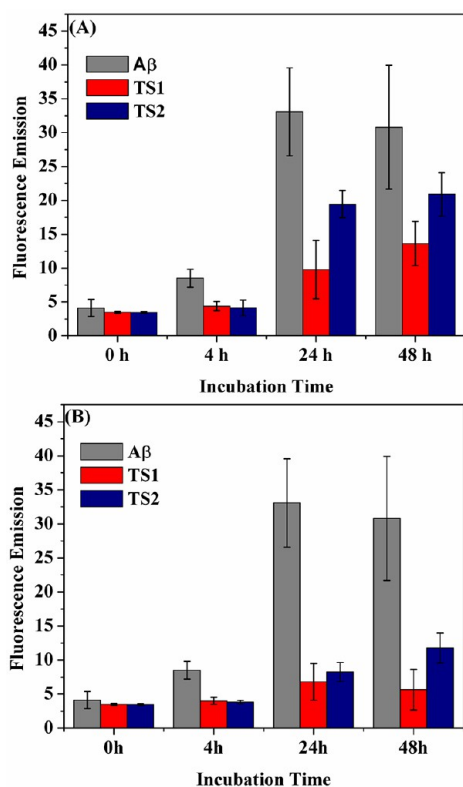 (A)
Aβ
TS1
TS2
45
40
35
30
25
20
15
10
5
0
Fluorescence Emission
0 h 4 h 24 h 48 h
Incubation Time
(B)
Aβ
TS1
TS2
45
40
35
30
25
20
15
10
5
0
Fluorescence Emission
0h 4h 24h 48h
Incubation Time